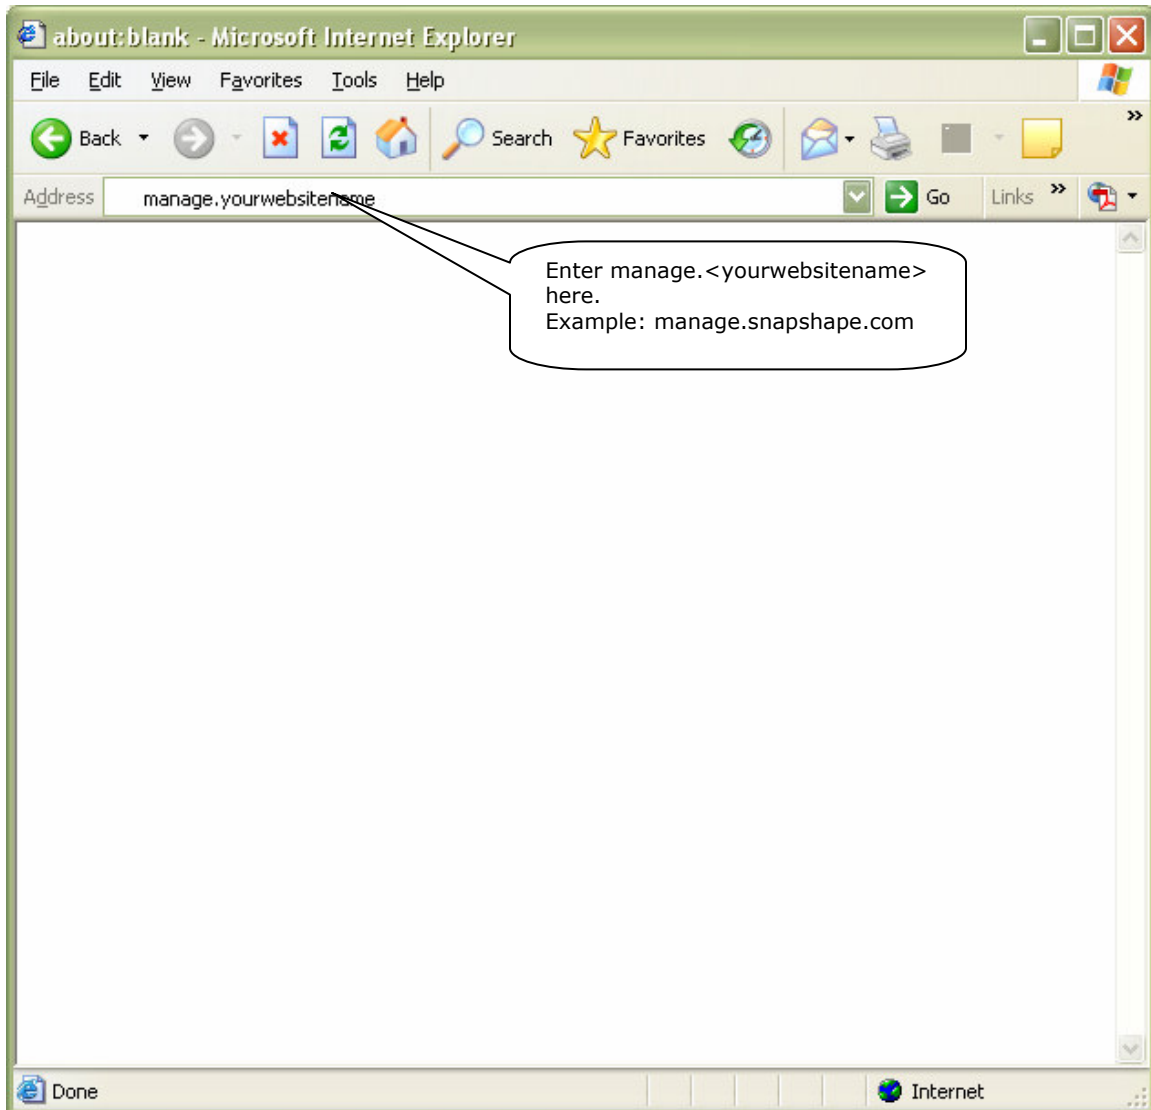 about:blank - Microsoft Internet Explorer
File Edit View Favorites Tools Help
Back Search Favorites »
Address manage.yourwebsitename Go Links »
Enter manage.<yourwebsitename>
here.
Example: manage.snapshape.com
Done Internet